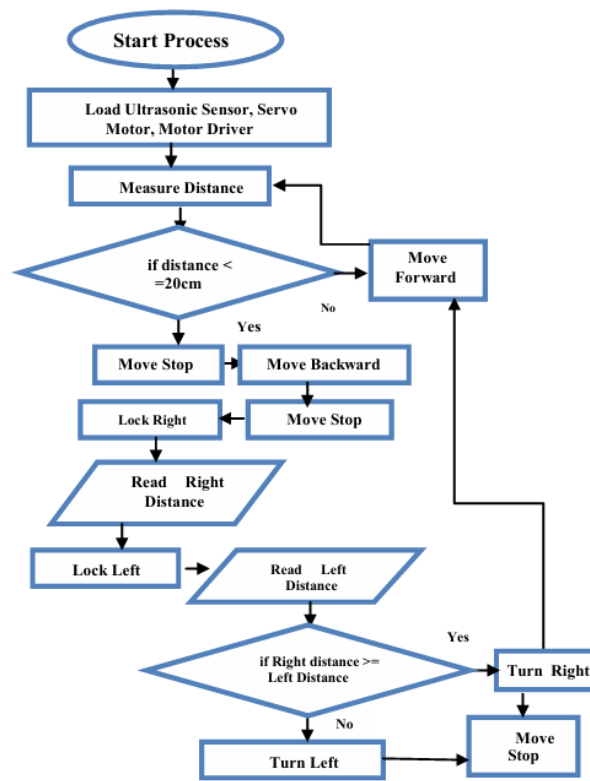 Start Process
Load Ultrasonic Sensor, Servo
Motor, Motor Driver
Measure Distance
if distance <
=20cm
Move
Forward
No
Yes
Move Stop
Move Backward
Lock Right
Move Stop
Read Right
Distance
Lock Left
Read Left
Distance
if Right distance >=
Left Distance
Yes
Turn Right
No
Turn Left
Move
Stop